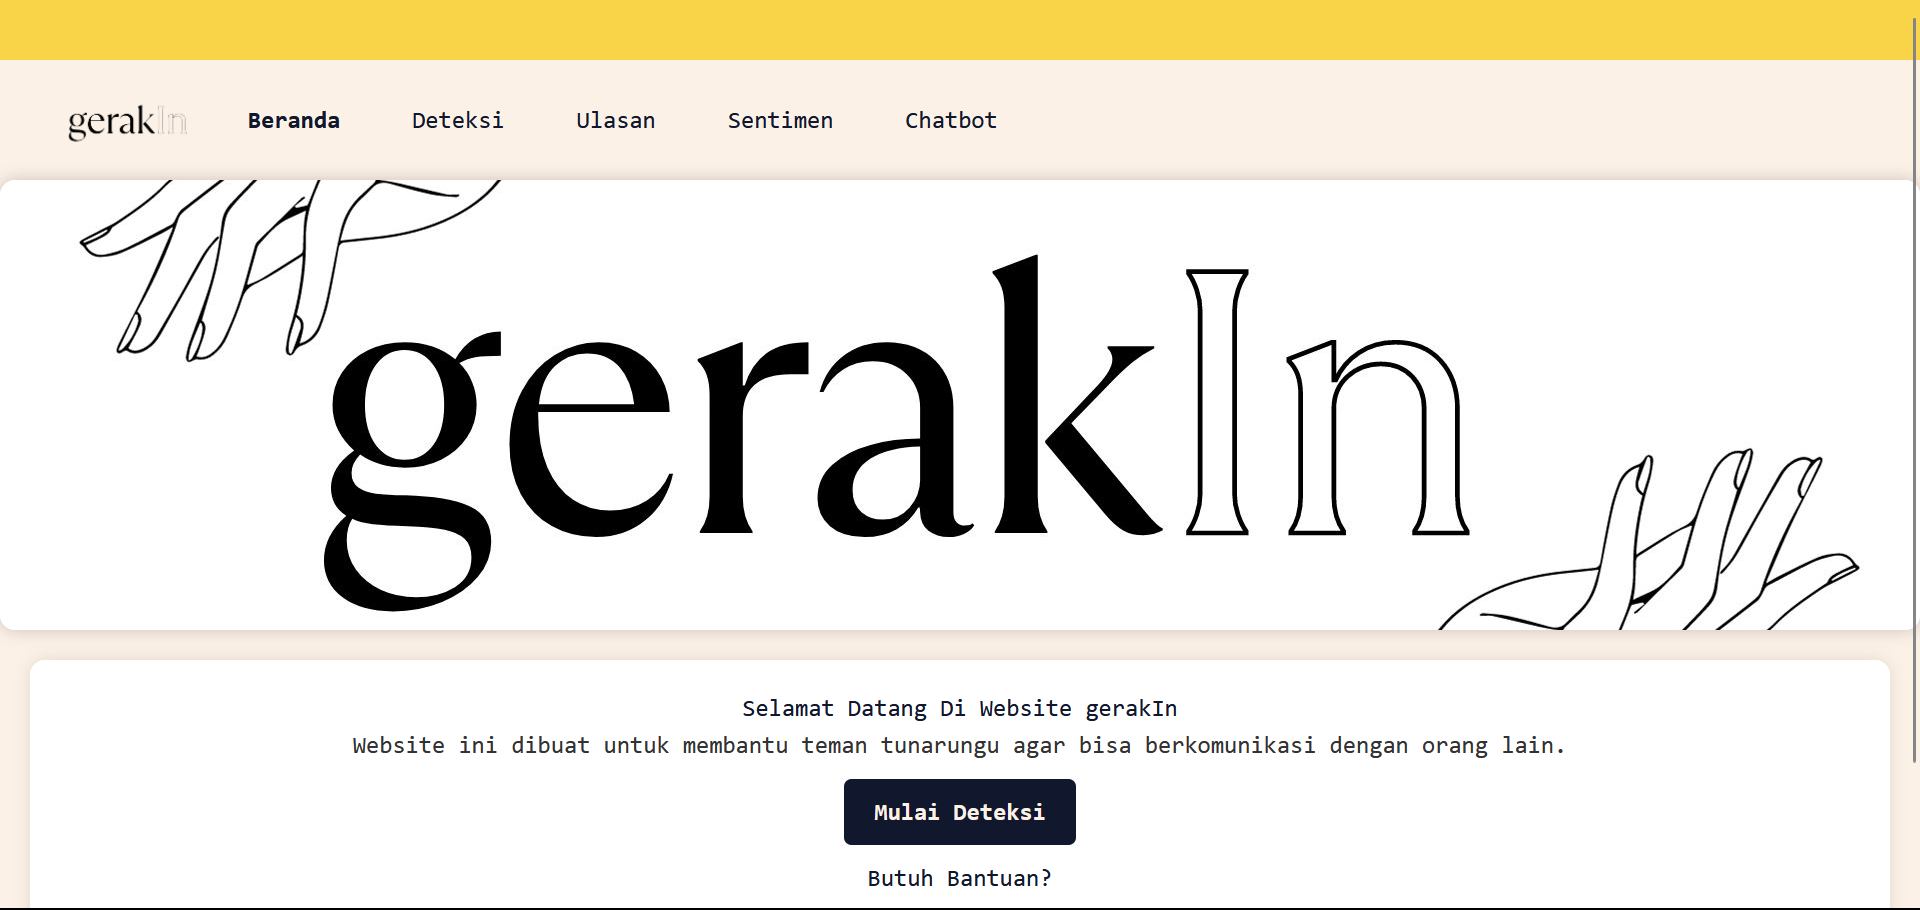 gerakIn
Beranda
Deteksi
Ulasan
Sentimen
Chatbot
gerakIn
Selamat Datang Di Website gerakIn
Website ini dibuat untuk membantu teman tunarungu agar bisa berkomunikasi dengan orang lain.
Mulai Deteksi
Butuh Bantuan?